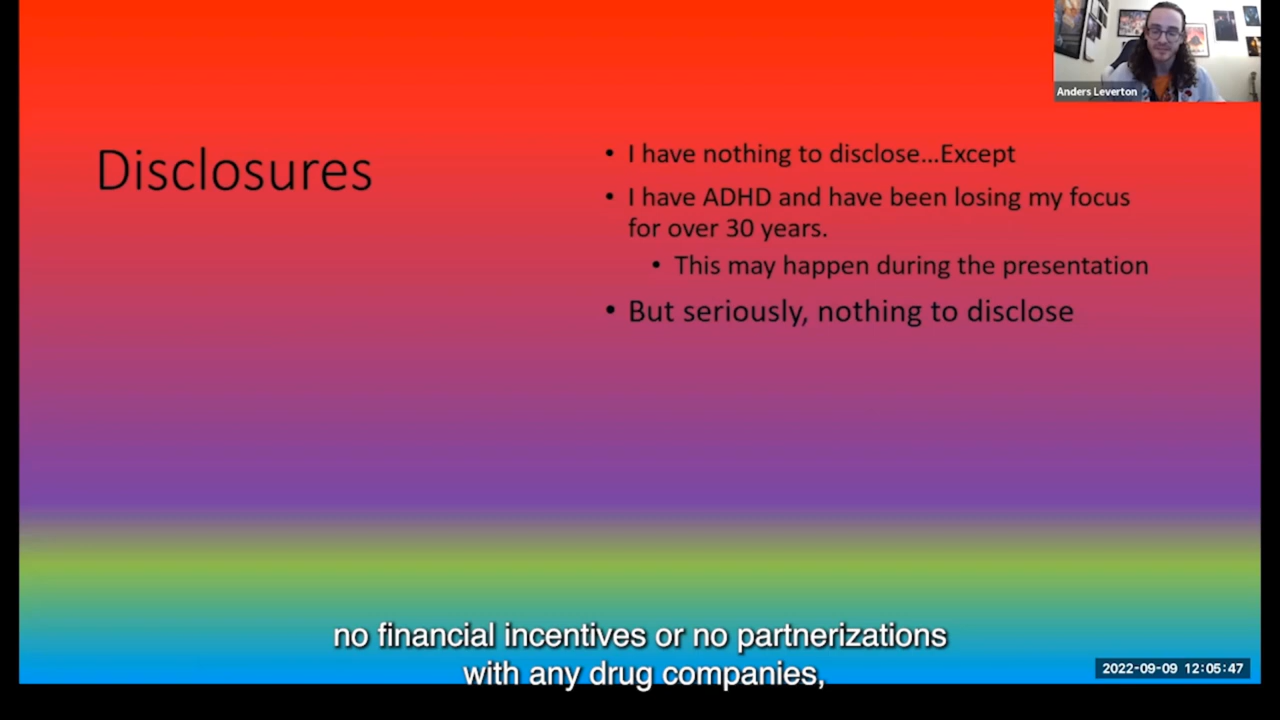 Anders Leverton
Disclosures
• I have nothing to disclose...Except
• I have ADHD and have been losing my focus
for over 30 years.
• This may happen during the presentation
• But seriously, nothing to disclose
no financial incentives or no partnerizations
with any drug companies,
2022-09-09 12:05:47